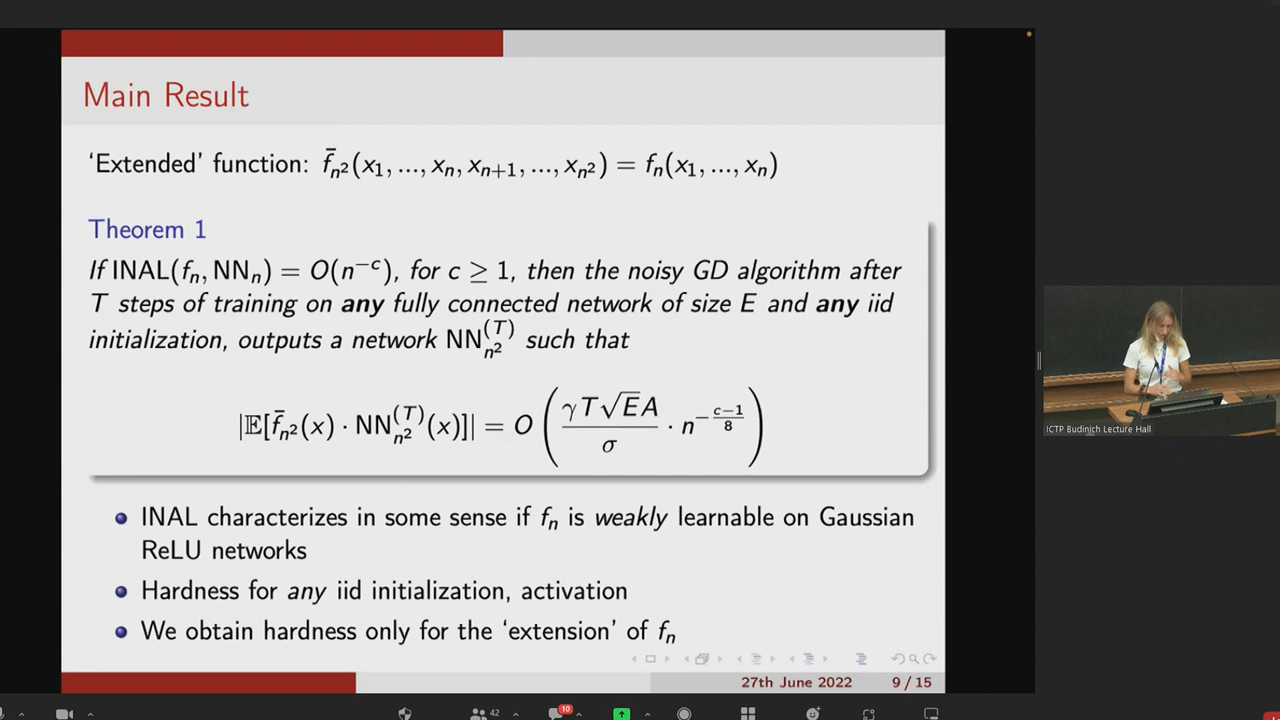 Main Result
‘Extended’ function: f̄ₙ²(x₁, ..., xₙ, xₙ₊₁, ..., xₙ²) = fₙ(x₁, ..., xₙ)
Theorem 1
If INAL(fₙ, NNₙ) = O(n⁻ᶜ), for c ≥ 1, then the noisy GD algorithm after
T steps of training on any fully connected network of size E and any iid
initialization, outputs a network NN_{n²}^{(T)} such that
|𝔼[f̄_{n²}(x) · NN_{n²}^{(T)}(x)]| = O(γT√E A / σ · n^{−(c−1)/8})
INAL characterizes in some sense if fₙ is weakly learnable on Gaussian
ReLU networks
Hardness for any iid initialization, activation
We obtain hardness only for the ‘extension’ of fₙ
27th June 2022 9 / 15
ICTP Budinich Lecture Hall
42
10